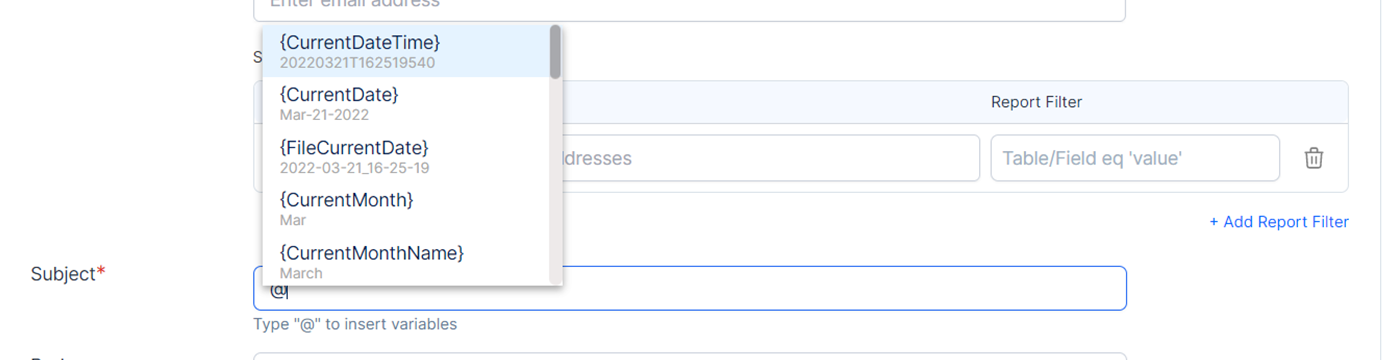 Enter email address
S
{CurrentDateTime}
20220321T162519540
{CurrentDate}
Mar-21-2022
Report Filter
{FileCurrentDate}
2022-03-21_16-25-19
ddresses
Table/Field eq 'value'
{CurrentMonth}
Mar
+ Add Report Filter
{CurrentMonthName}
March
Subject*
@
Type "@" to insert variables